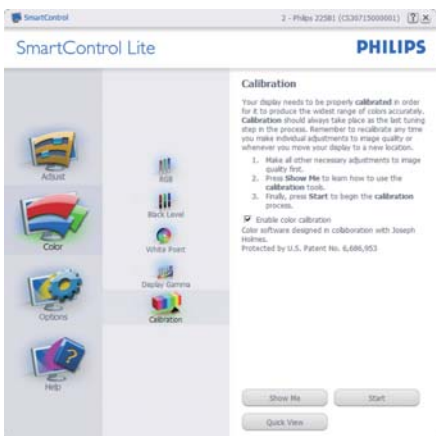 SmartControl
2 - Philips 225B1 (CS30715000001)
SmartControl Lite
PHILIPS
Adjust
Color
Options
Help
RGB
Black Level
White Point
Display Gamma
Calibration
Calibration
Your display needs to be properly calibrated in order
for it to produce the widest range of colors accurately.
Calibration should always take place as the last tuning
step in the process. Remember to recalibrate any time
you make individual adjustments to image quality or
whenever you move your display to a new location.
1. Make all other necessary adjustments to image
quality first.
2. Press Show Me to learn how to use the
calibration tools.
3. Finally, press Start to begin the calibration
process.
Enable color calibration
Color software designed in collaboration with Joseph
Holmes.
Protected by U.S. Patent No. 6,686,953
Show Me
Start
Quick View